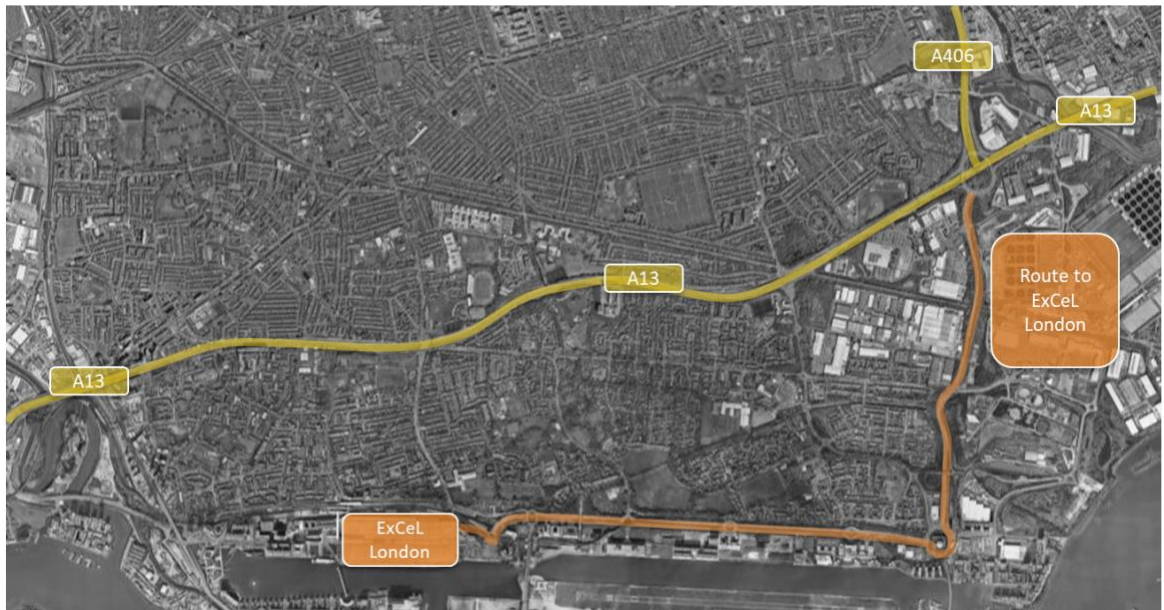 A406
A13
A13
Route to
ExCeL
London
A13
ExCeL
London